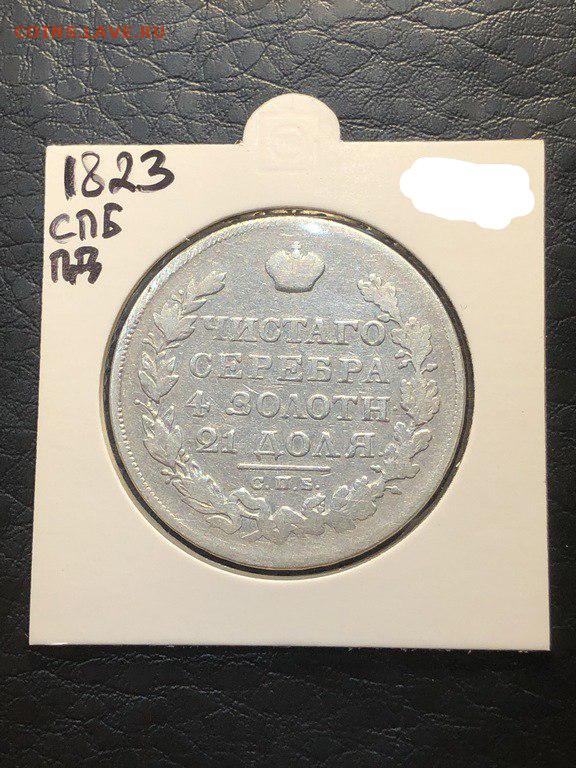 COINS.LAVE.RU
1823
СПБ
ПД
ЧИСТАГО
СЕРЕБРА
4 ЗОЛОТН.
21 ДОЛЯ.
С.П.Б.